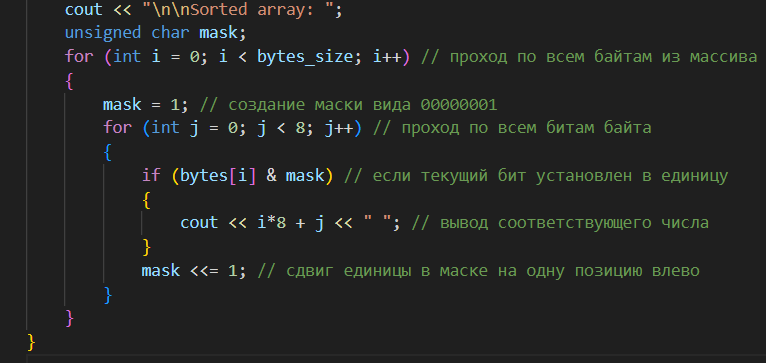 cout << "\n\nSorted array: ";
unsigned char mask;
for (int i = 0; i < bytes_size; i++) // проход по всем байтам из массива
{
mask = 1; // создание маски вида 00000001
for (int j = 0; j < 8; j++) // проход по всем битам байта
{
if (bytes[i] & mask) // если текущий бит установлен в единицу
{
cout << i*8 + j << " "; // вывод соответствующего числа
}
mask <<= 1; // сдвиг единицы в маске на одну позицию влево
}
}
}